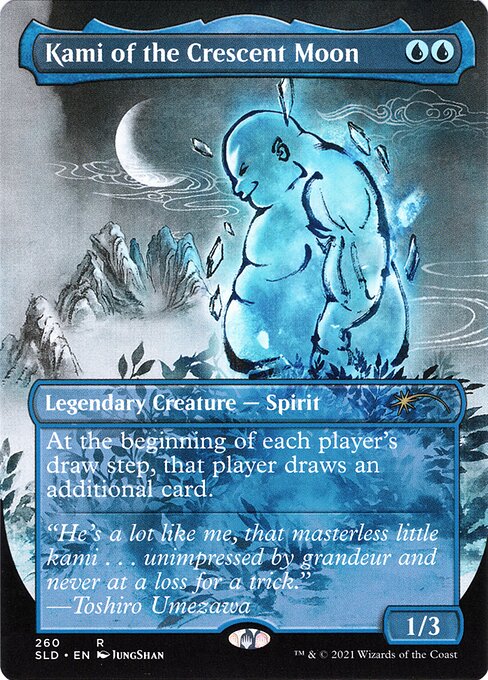 Kami of the Crescent Moon
Legendary Creature — Spirit
At the beginning of each player's
draw step, that player draws an
additional card.
“He's a lot like me, that masterless little
kami . . . unimpressed by grandeur and
never at a loss for a trick.”
—Toshiro Umezawa
1/3
260 R
SLD • EN JungShan
™ & © 2021 Wizards of the Coast